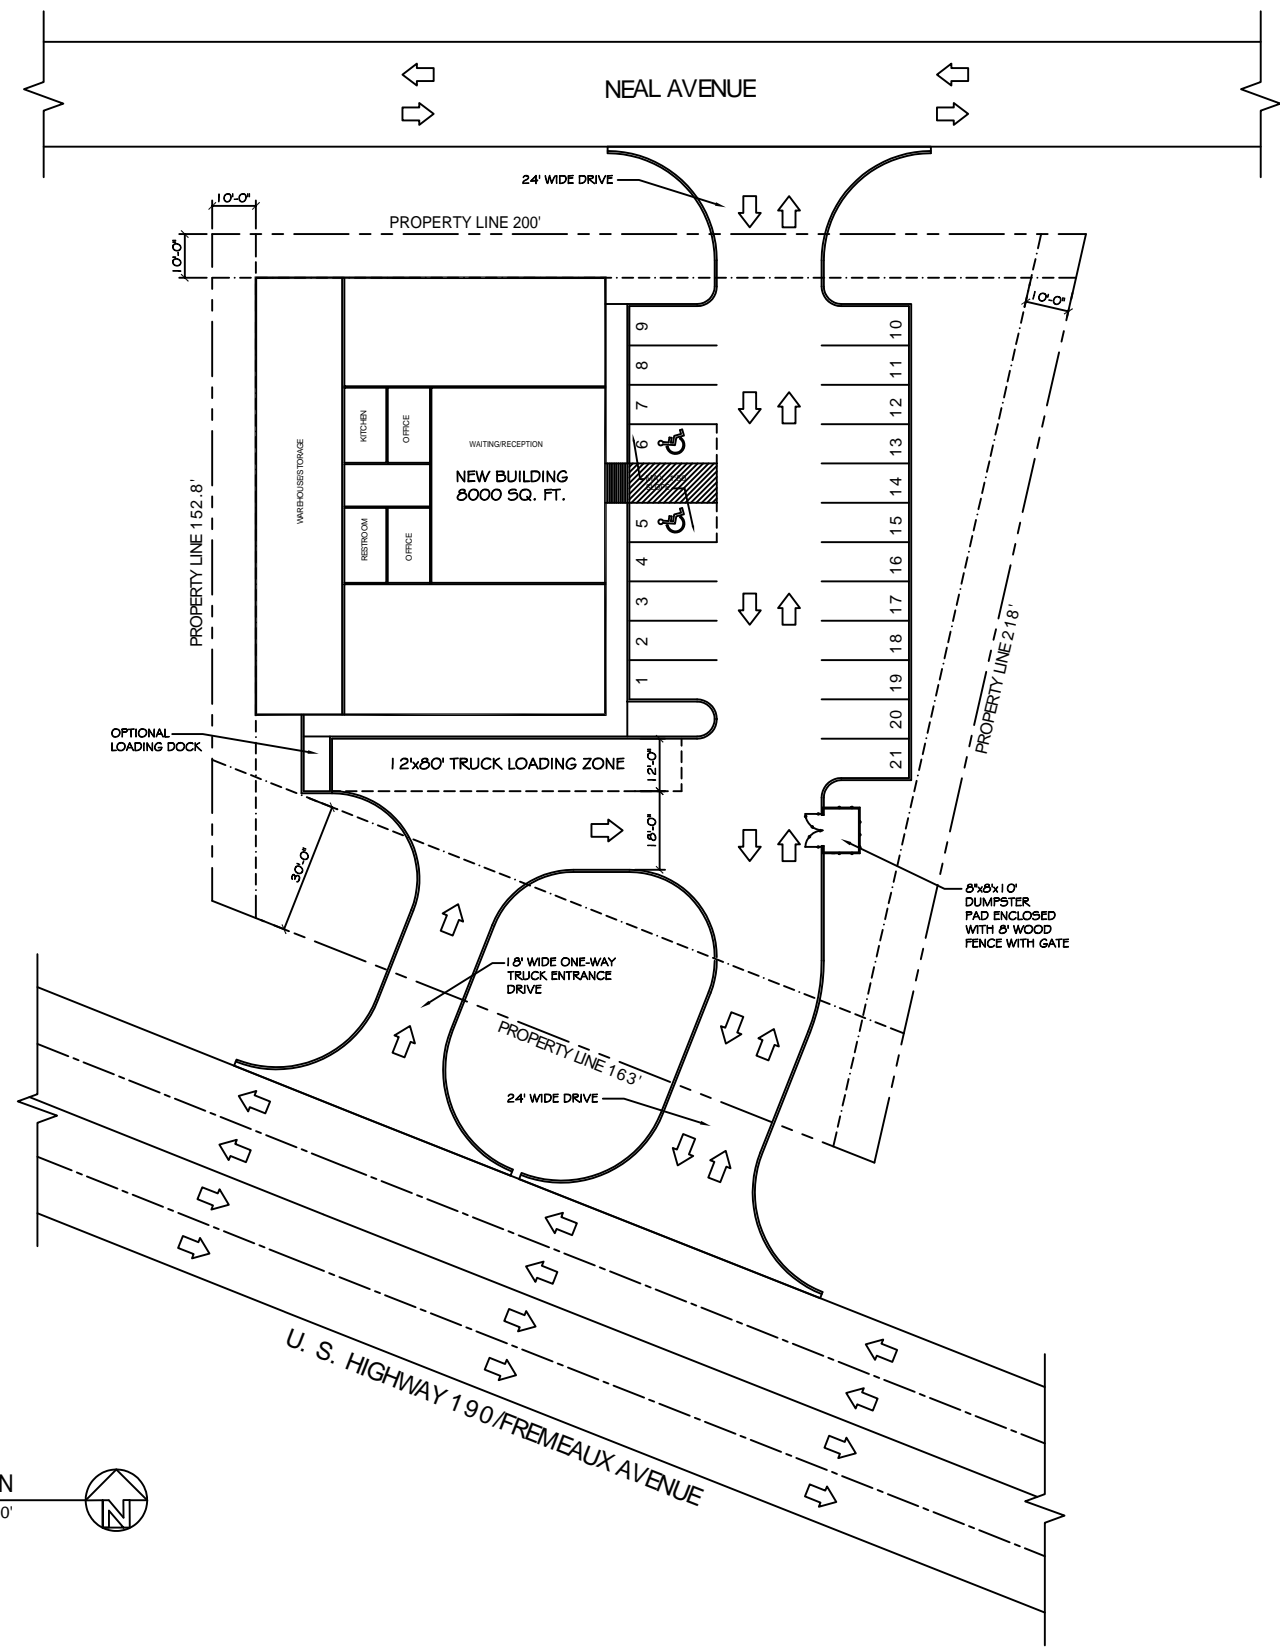 NEAL AVENUE
24' WIDE DRIVE
10'-0"
PROPERTY LINE 200'
10'-0"
10'-0"
9
8
7
6
5
4
3
2
1
10
11
12
13
14
15
16
17
18
19
20
21
WAREHOUSE/STORAGE
KITCHEN
OFFICE
WAITING/RECEPTION
NEW BUILDING
8000 SQ. FT.
RESTROOM
OFFICE
PROPERTY LINE 152.8'
PROPERTY LINE 218'
OPTIONAL
LOADING DOCK
12'x80' TRUCK LOADING ZONE
12'-0"
18'-0"
30'-0"
8"x8'x10'
DUMPSTER
PAD ENCLOSED
WITH 8' WOOD
FENCE WITH GATE
18' WIDE ONE-WAY
TRUCK ENTRANCE
DRIVE
PROPERTY LINE 163'
24' WIDE DRIVE
U. S. HIGHWAY 190/FREMEAUX AVENUE
N
0'
N